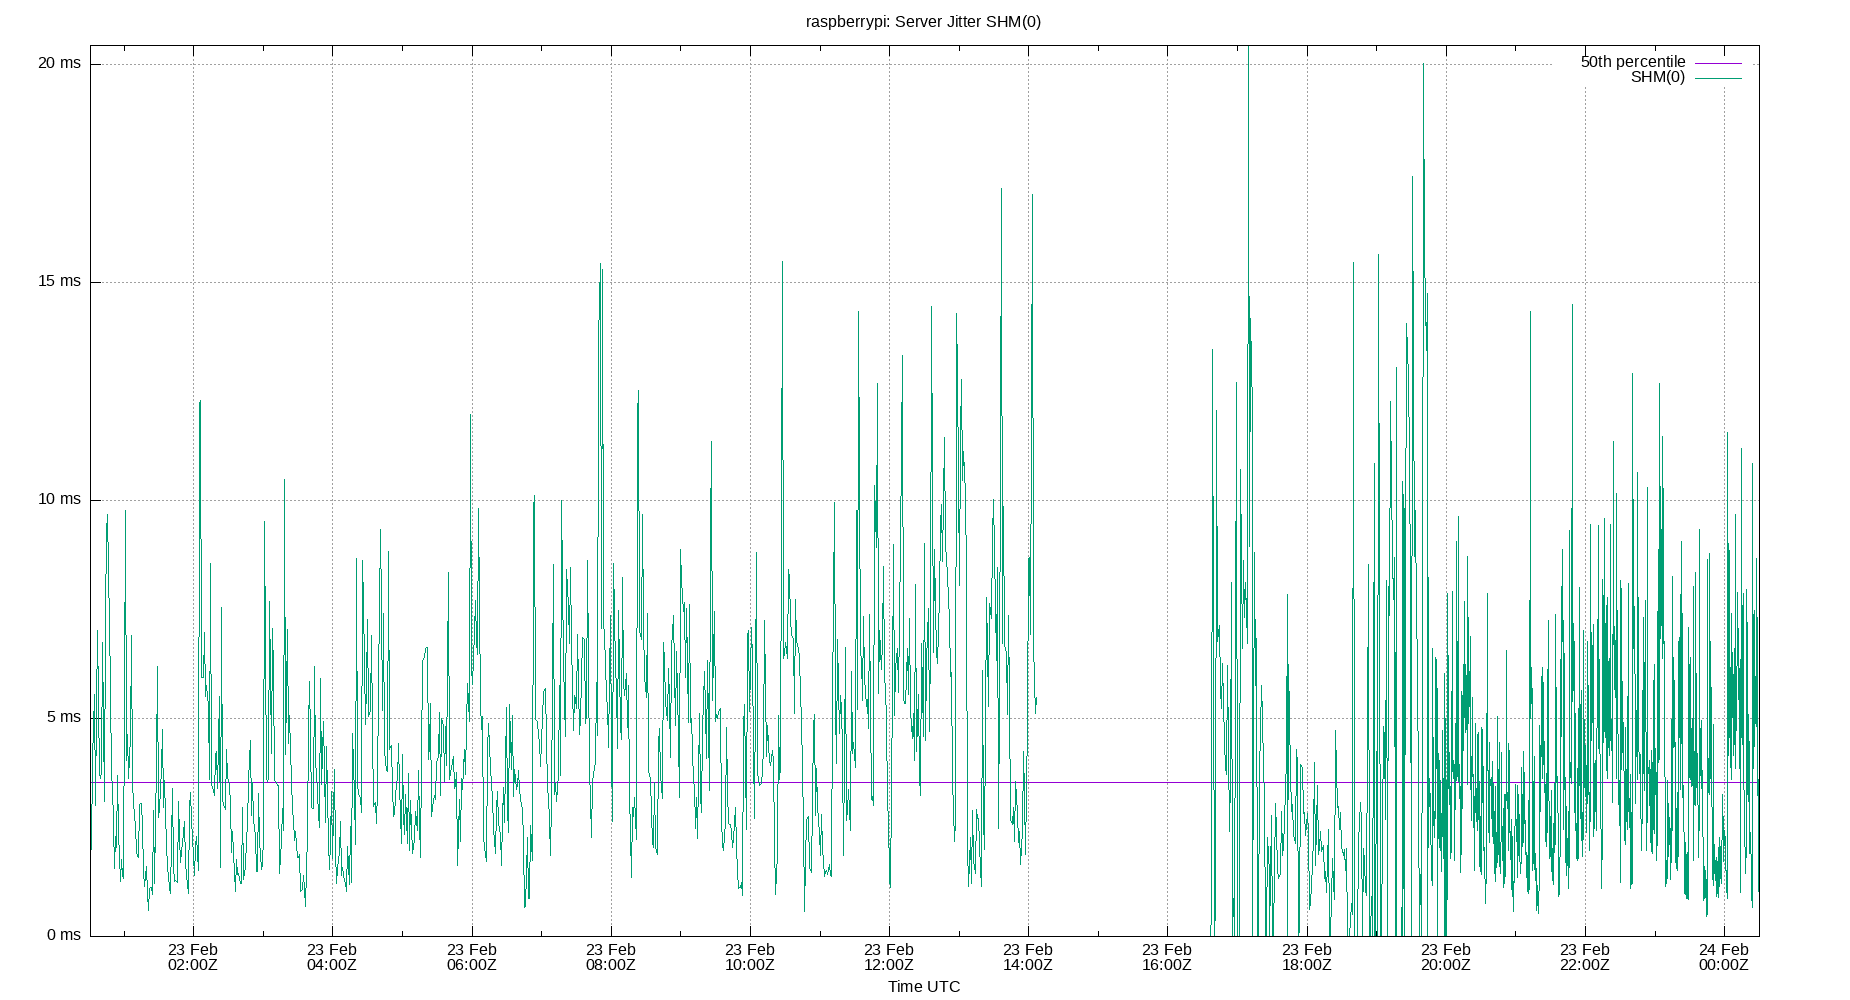 raspberrypi: Server Jitter SHM(0)
20 ms
15 ms
10 ms
5 ms
0 ms
50th percentile
SHM(0)
23 Feb 23 Feb 23 Feb 23 Feb 23 Feb 23 Feb 23 Feb 23 Feb 23 Feb 23 Feb 23 Feb 24 Feb
02:00Z 04:00Z 06:00Z 08:00Z 10:00Z 12:00Z 14:00Z 16:00Z 18:00Z 20:00Z 22:00Z 00:00Z
Time UTC